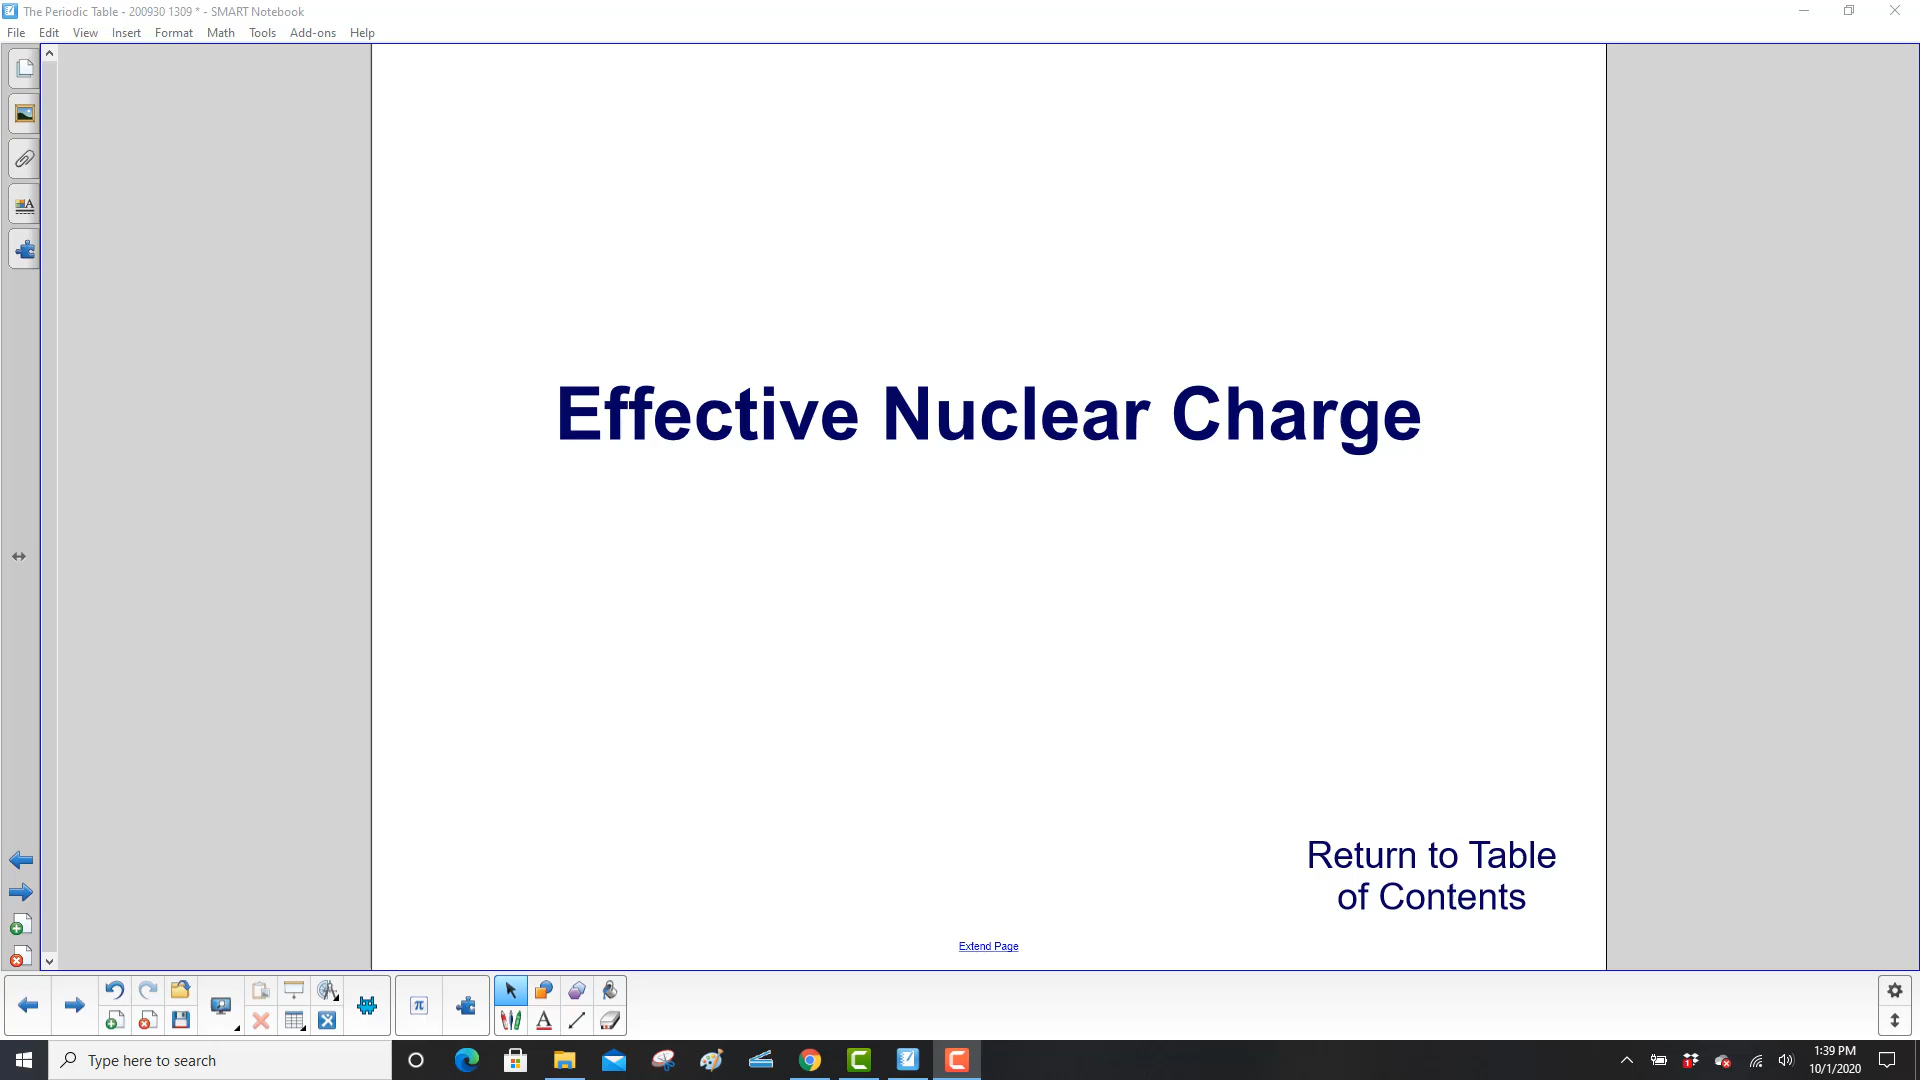 The Periodic Table - 200930 1309 * - SMART Notebook
File Edit View Insert Format Math Tools Add-ons Help
Effective Nuclear Charge
Return to Table
of Contents
Extend Page
Type here to search
1:39 PM
10/1/2020